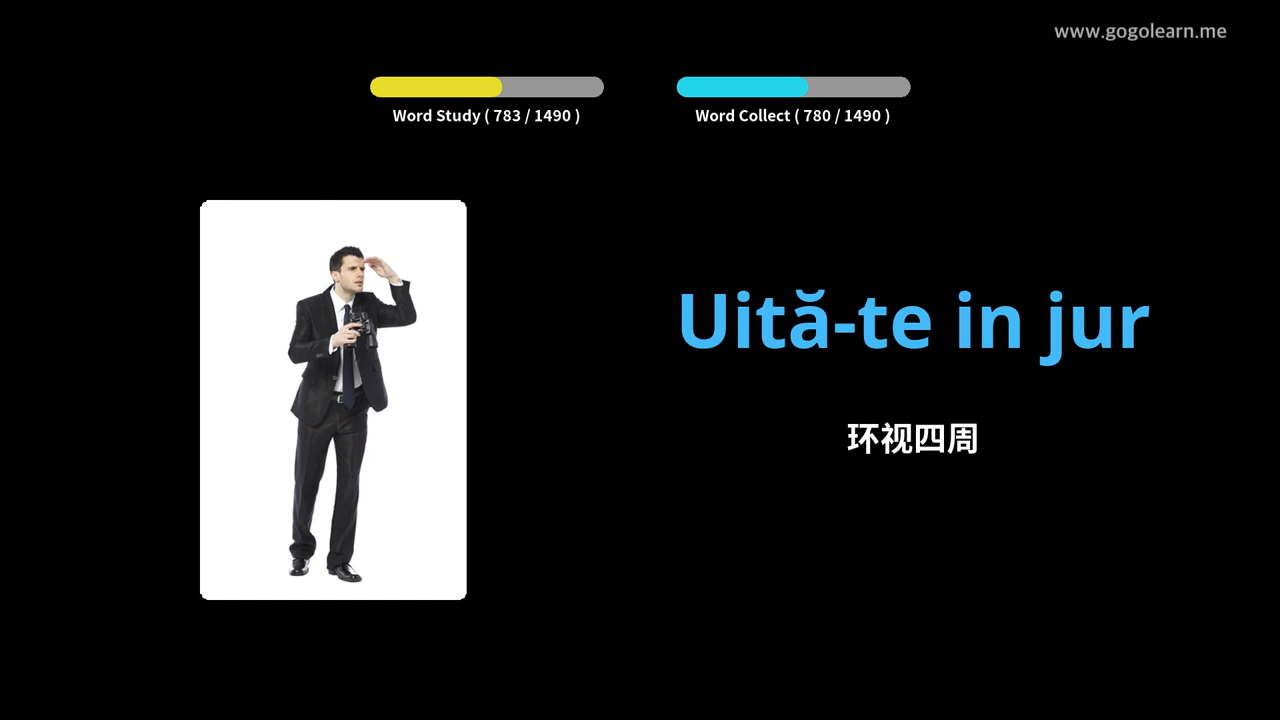 www.gogolearn.me
Word Study ( 783 / 1490 )
Word Collect ( 780 / 1490 )
Uită-te in jur
环视四周